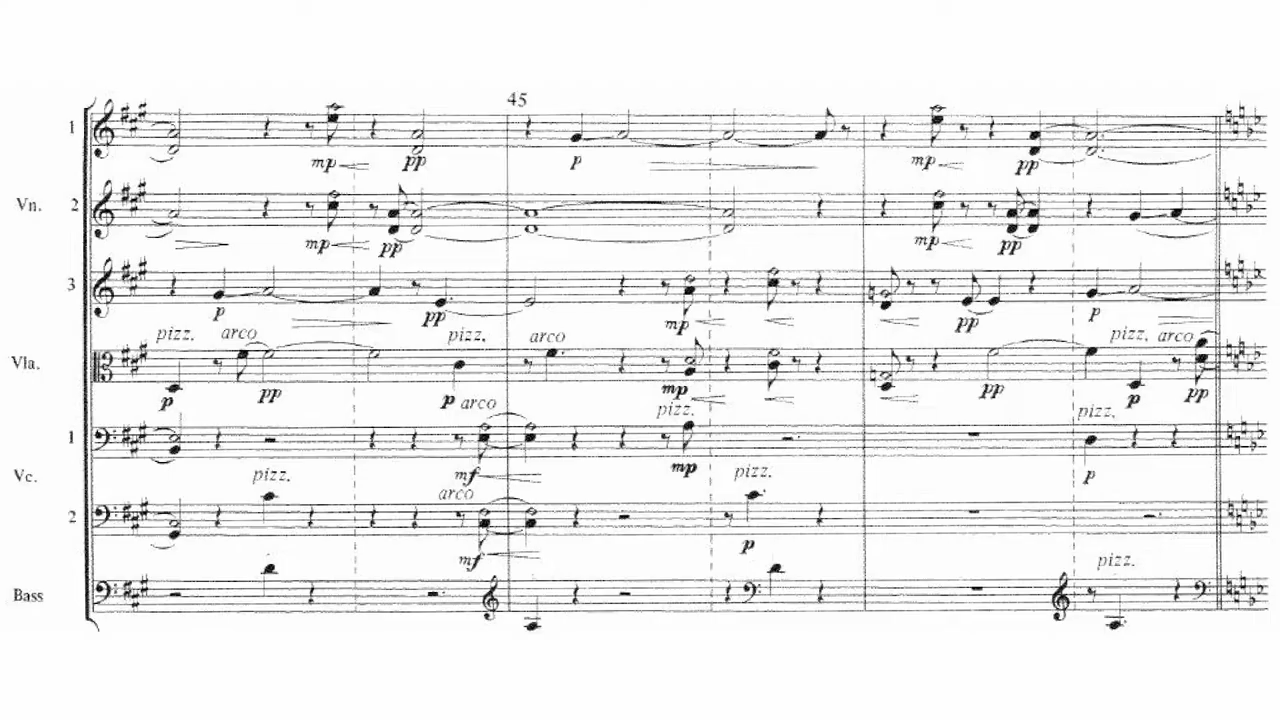 45
1
mp pp p mp pp
Vn. 2
mp pp mp pp
3
p pp mp pp p
pizz. arco pizz. arco pizz. arco
Vla.
p pp p mp pp p pp
arco pizz. pizz.
1
mf mp p
Vc.
pizz. arco pizz.
2
mf p
pizz.
Bass